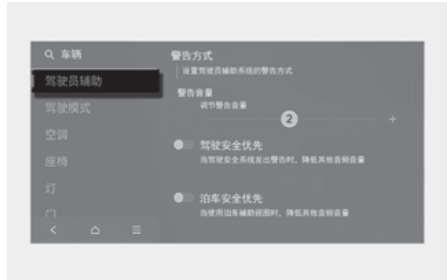 车辆
驾驶员辅助
驾驶模式
空调
座椅
灯
门
警告方式
设置驾驶员辅助系统的警告方式
警告音量
调节警告音量
2
+
驾驶安全优先
当驾驶安全系统发出警告时，降低其他音频音量
泊车安全优先
当使用泊车辅助视图时，降低其他音频音量